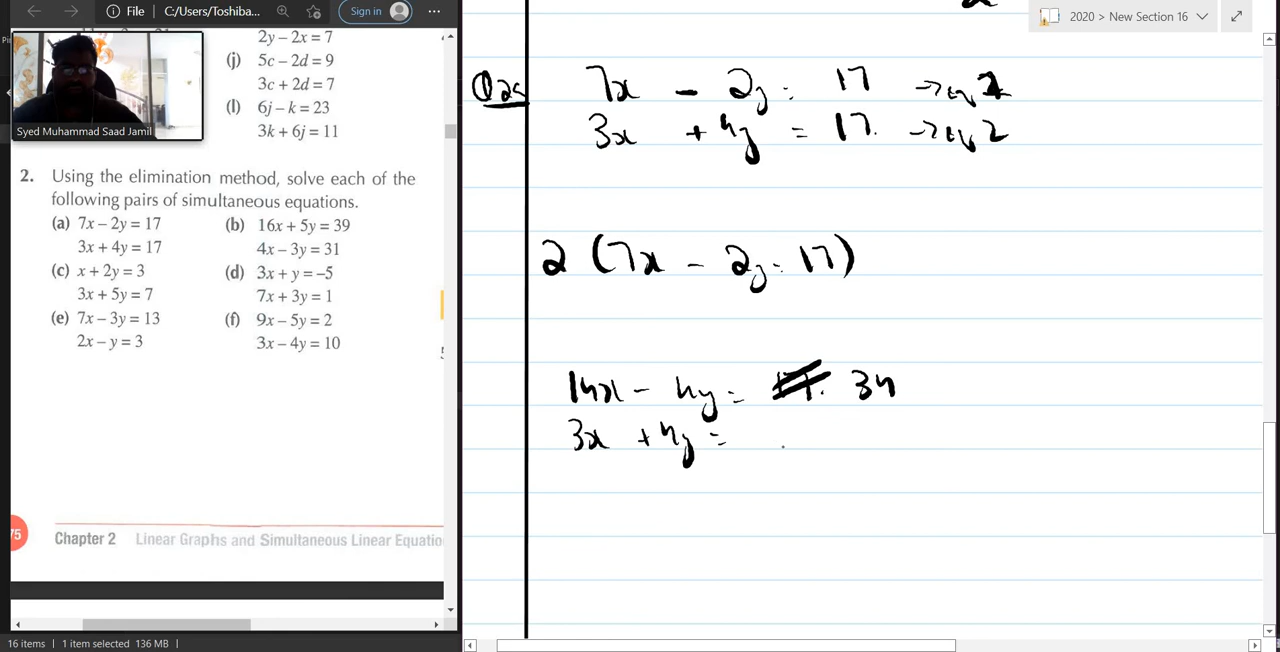 File C:/Users/Toshiba... Sign in
2020 > New Section 16
Syed Muhammad Saad Jamil
2y – 2x = 7
(j) 5c – 2d = 9
3c + 2d = 7
(l) 6j – k = 23
3k + 6j = 11
2. Using the elimination method, solve each of the
following pairs of simultaneous equations.
(a) 7x – 2y = 17 (b) 16x + 5y = 39
3x + 4y = 17 4x – 3y = 31
(c) x + 2y = 3 (d) 3x + y = –5
3x + 5y = 7 7x + 3y = 1
(e) 7x – 3y = 13 (f) 9x – 5y = 2
2x – y = 3 3x – 4y = 10
75 Chapter 2 Linear Graphs and Simultaneous Linear Equatio
16 items 1 item selected 136 MB
7x - 2y = 17 → eq 1
3x + 4y = 17. → eq 2
2 (7x - 2y = 17)
14x - 4y = 34
3x + 4y =